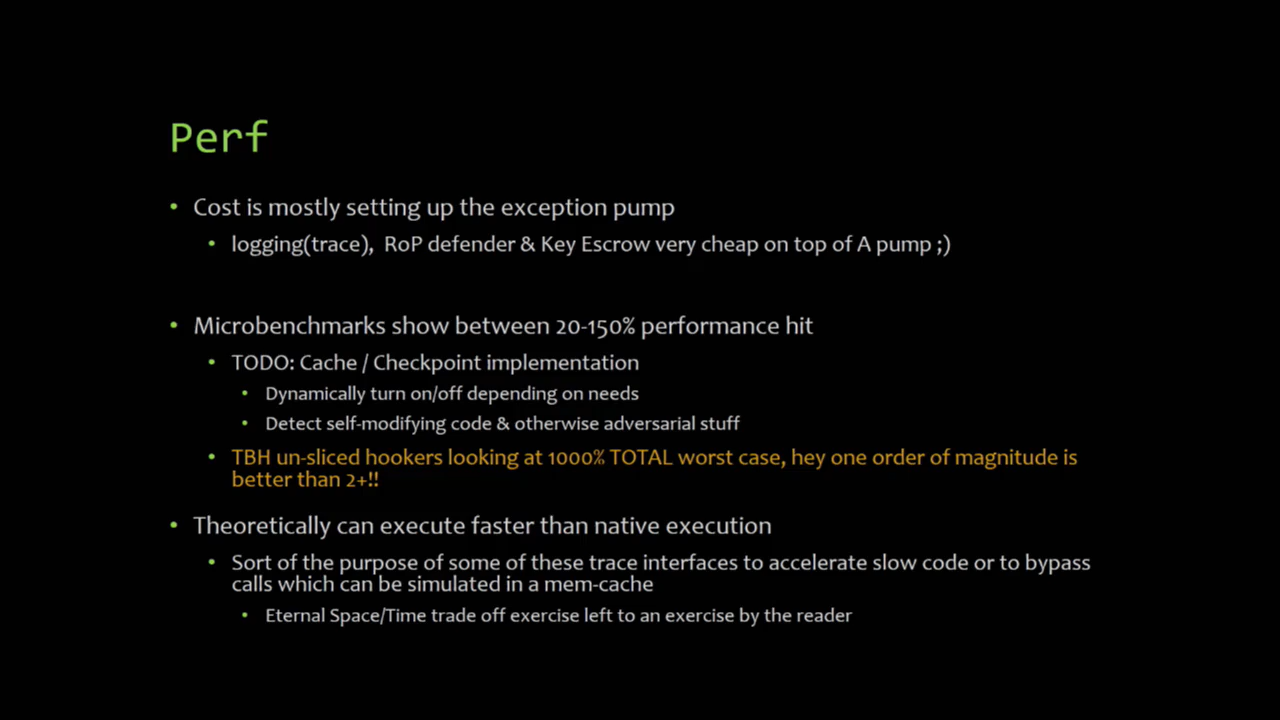 Perf
• Cost is mostly setting up the exception pump
• logging(trace), RoP defender & Key Escrow very cheap on top of A pump ;)
• Microbenchmarks show between 20-150% performance hit
• TODO: Cache / Checkpoint implementation
• Dynamically turn on/off depending on needs
• Detect self-modifying code & otherwise adversarial stuff
• TBH un-sliced hookers looking at 1000% TOTAL worst case, hey one order of magnitude is
better than 2+!!
• Theoretically can execute faster than native execution
• Sort of the purpose of some of these trace interfaces to accelerate slow code or to bypass
calls which can be simulated in a mem-cache
• Eternal Space/Time trade off exercise left to an exercise by the reader